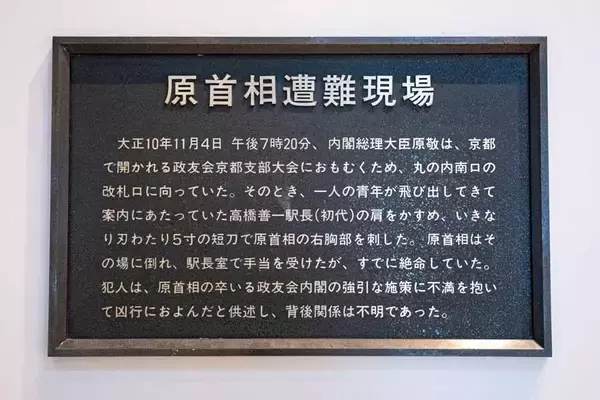 原首相遭難現場
大正10年11月4日 午後7時20分、内閣総理大臣原敬は、京都
で開かれる政友会京都支部大会におもむくため、丸の内南口の
改札口に向っていた。そのとき、一人の青年が飛び出してきて
案内にあたっていた高橋善一駅長(初代)の肩をかすめ、いきな
り刃わたり5寸の短刀で原首相の右胸部を刺した。原首相はそ
の場に倒れ、駅長室で手当を受けたが、すでに絶命していた。
犯人は、原首相の卒いる政友会内閣の強引な施策に不満を抱い
て凶行におよんだと供述し、背後関係は不明であった。